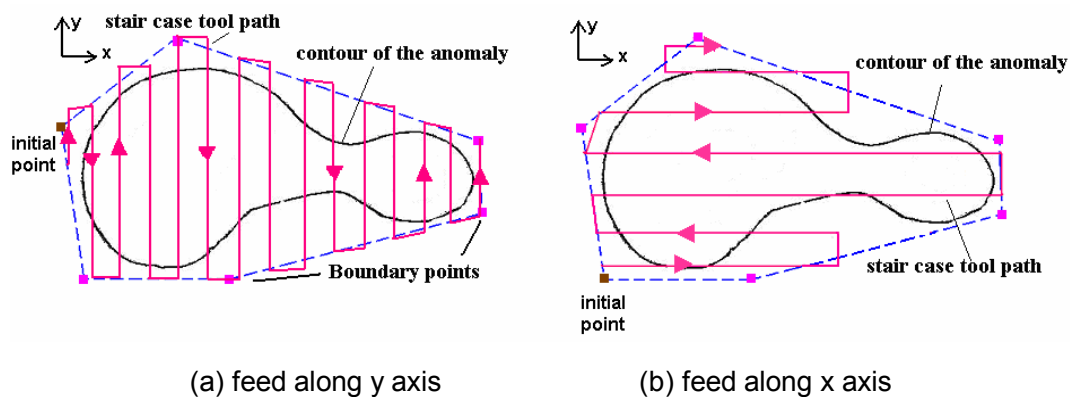 y
x
stair case tool path
contour of the anomaly
initial
point
Boundary points
(a) feed along y axis
y
x
contour of the anomaly
stair case tool path
initial
point
(b) feed along x axis